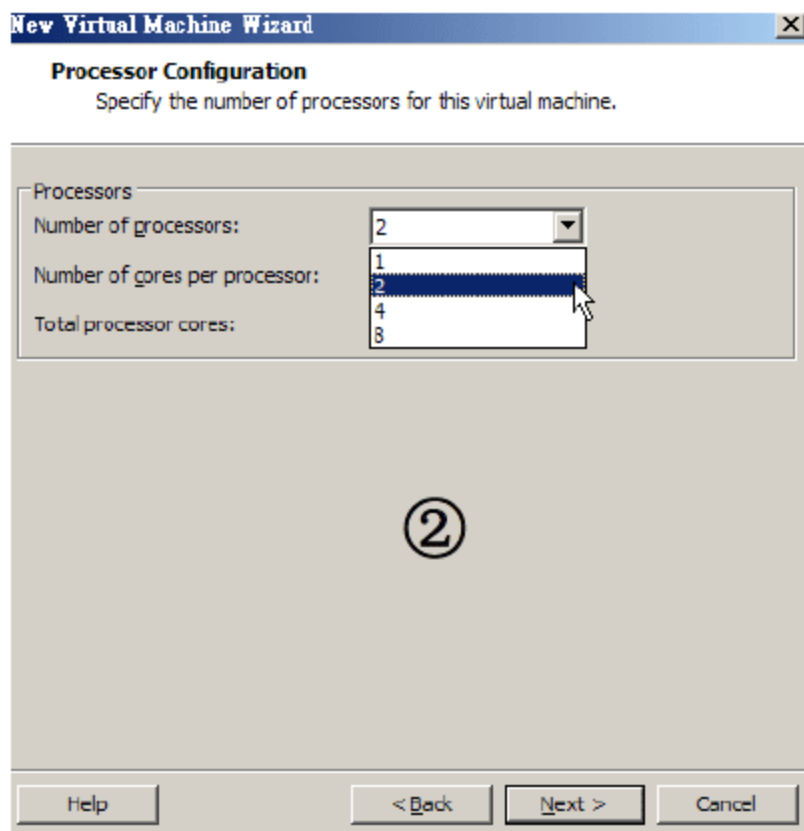 New Virtual Machine Wizard
Processor Configuration
Specify the number of processors for this virtual machine.
Processors
Number of processors: 2
1
Number of cores per processor:
2
4
Total processor cores:
8
②
Help < Back Next > Cancel